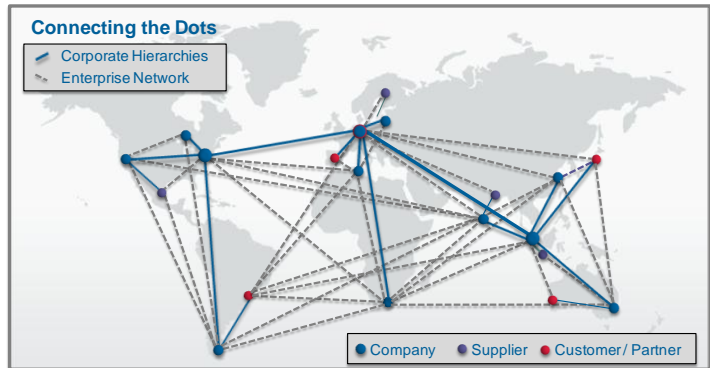 Connecting the Dots
Corporate Hierarchies
Enterprise Network
Company Supplier Customer/ Partner